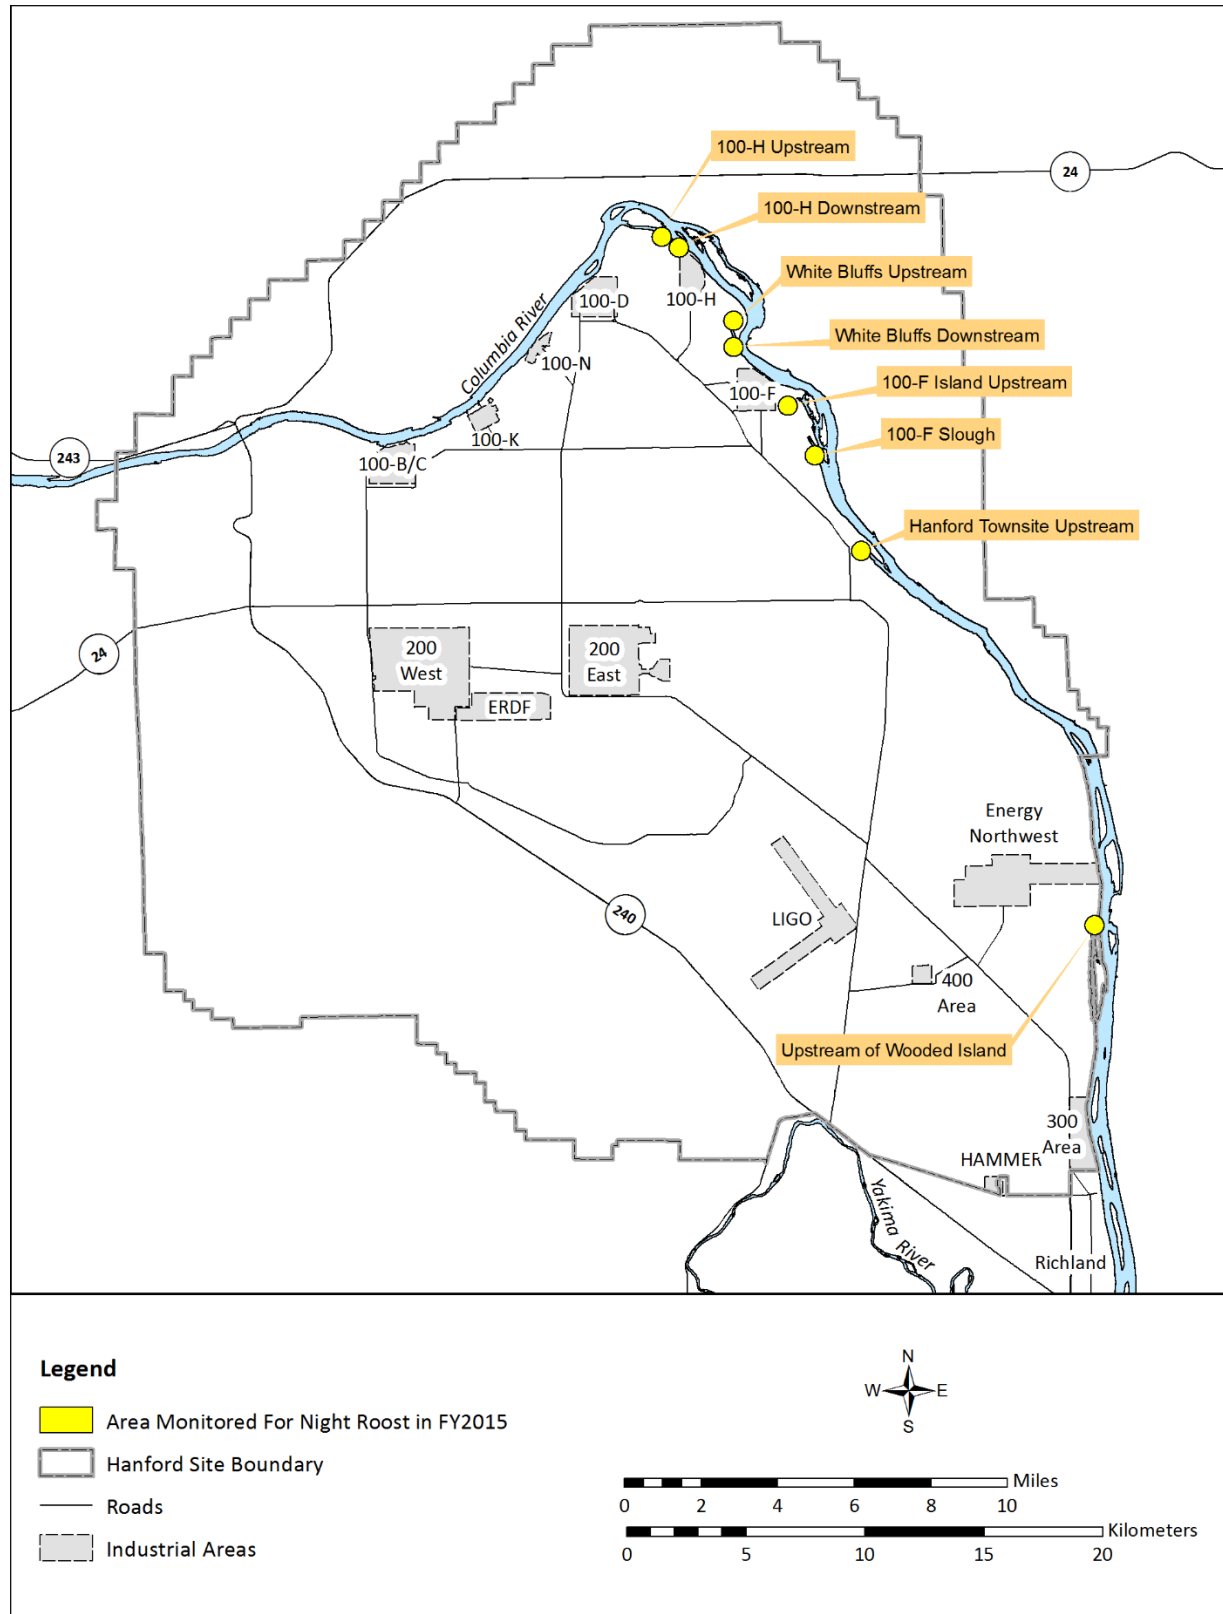 100-H Upstream
24
100-H Downstream
White Bluffs Upstream
100-D
100-H
Columbia River
White Bluffs Downstream
100-N
100-F Island Upstream
100-F
100-K
100-F Slough
243
100-B/C
Hanford Townsite Upstream
24
200
West
200
East
ERDF
Energy
Northwest
240
LIGO
400
Area
Upstream of Wooded Island
300
Area
HAMMER
Yakima
River
Richland
Legend
Area Monitored For Night Roost in FY2015
Hanford Site Boundary
Roads
Industrial Areas
N
W E
S
Miles
0 2 4 6 8 10
Kilometers
0 5 10 15 20